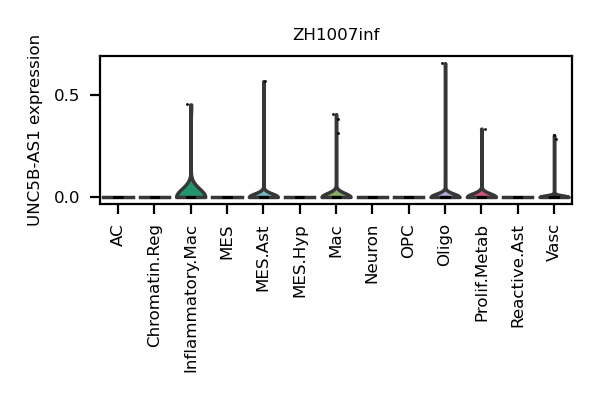 ZH1007inf
UNC5B-AS1 expression
0.5
0.0
AC
Chromatin.Reg
Inflammatory.Mac
MES
MES.Ast
MES.Hyp
Mac
Neuron
OPC
Oligo
Prolif.Metab
Reactive.Ast
Vasc